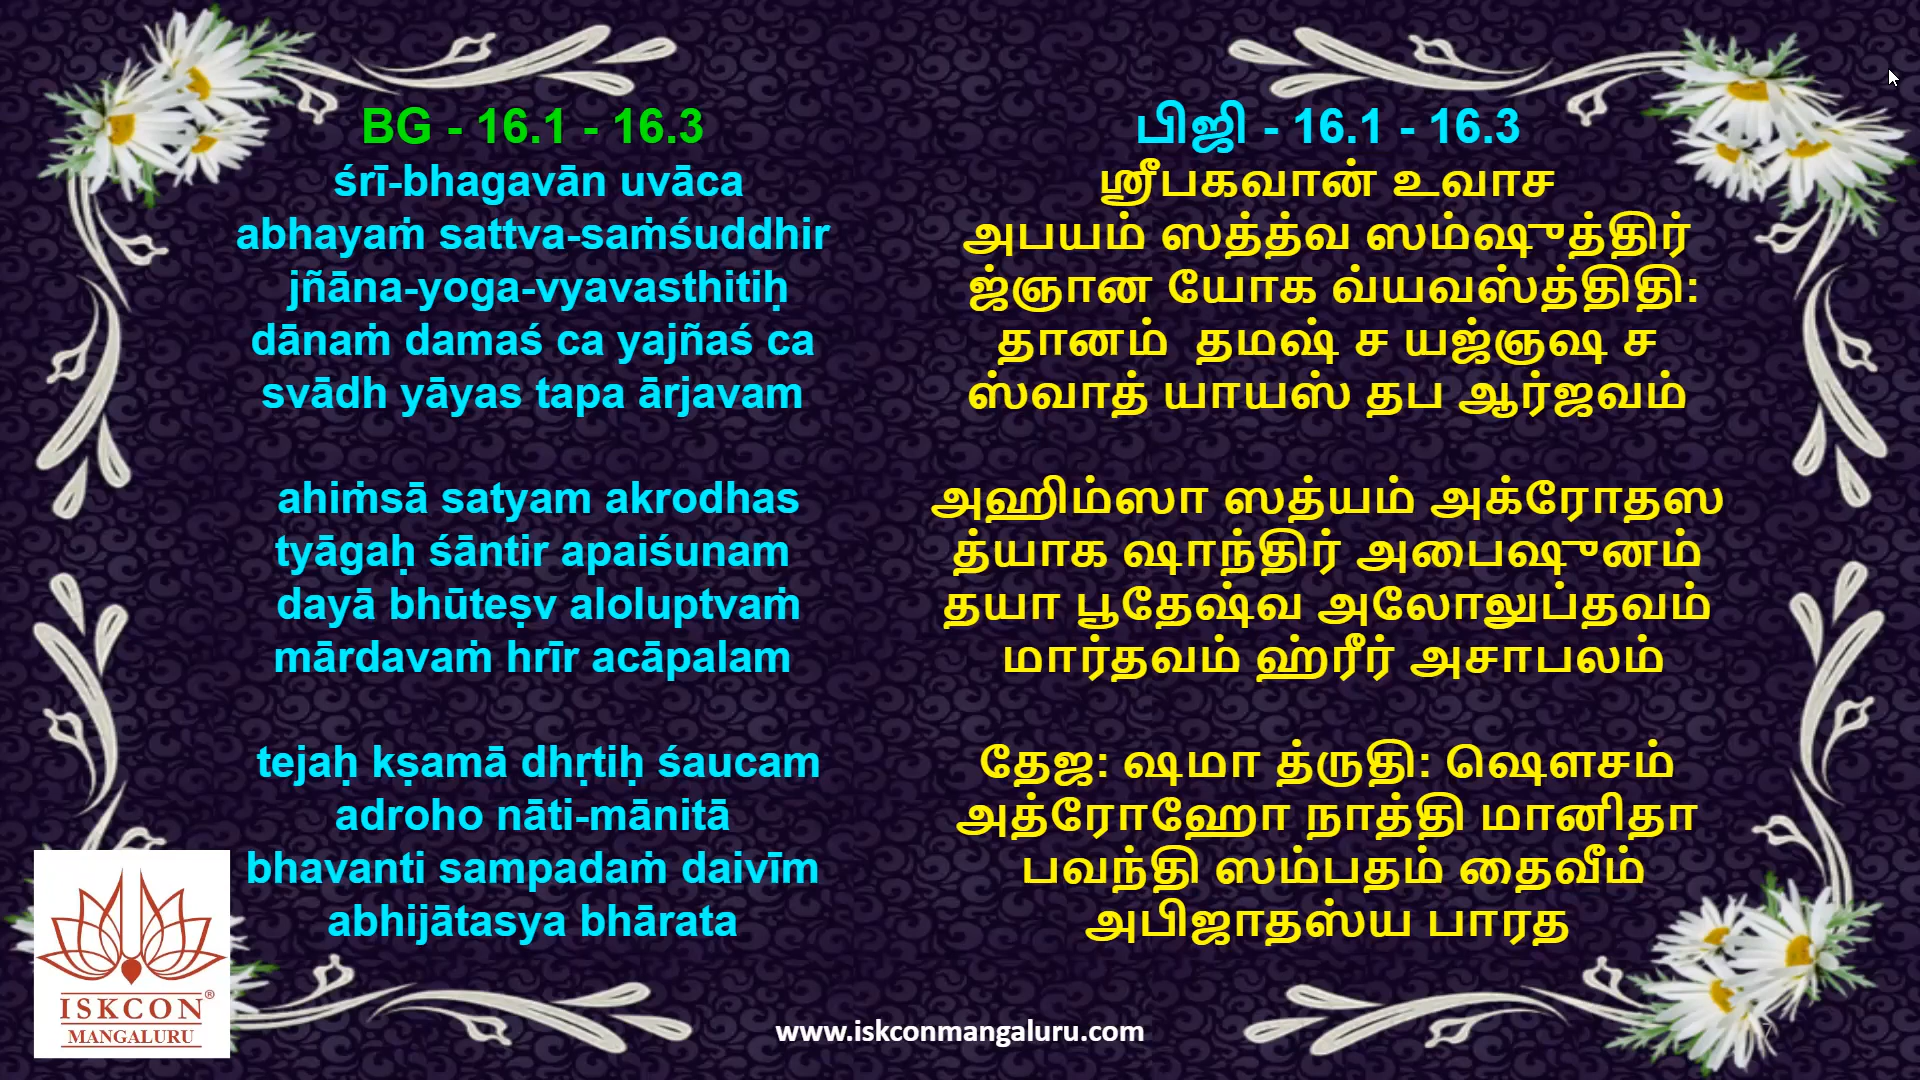 BG - 16.1 - 16.3
śrī-bhagavān uvāca
abhayaṁ sattva-saṁśuddhir
jñāna-yoga-vyavasthitiḥ
dānaṁ damaś ca yajñaś ca
svādh yāyas tapa ārjavam
ahiṁsā satyam akrodhas
tyāgaḥ śāntir apaiśunam
dayā bhūteṣv aloluptvaṁ
mārdavaṁ hrīr acāpalam
tejaḥ kṣamā dhṛtiḥ śaucam
adroho nāti-mānitā
bhavanti sampadaṁ daivīm
abhijātasya bhārata
பிஜி - 16.1 - 16.3
ஸ்ரீபகவான் உவாச
அபயம் ஸத்த்வ ஸம்ஷுத்திர்
ஜ்ஞான யோக வ்யவஸ்த்திதி:
தானம் தமஷ் ச யஜ்ஞஷ ச
ஸ்வாத் யாயஸ் தப ஆர்ஜவம்
அஹிம்ஸா ஸத்யம் அக்ரோதஸ
த்யாக ஷாந்திர் அபைஷுனம்
தயா பூதேஷ்வ அலோலுப்தவம்
மார்தவம் ஹ்ரீர் அசாபலம்
தேஜ: ஷமா த்ருதி: ஷௌசம்
அத்ரோஹோ நாத்தி மானிதா
பவந்தி ஸம்பதம் தைவீம்
அபிஜாதஸ்ய பாரத
ISKCON®
MANGALURU
www.iskconmangaluru.com